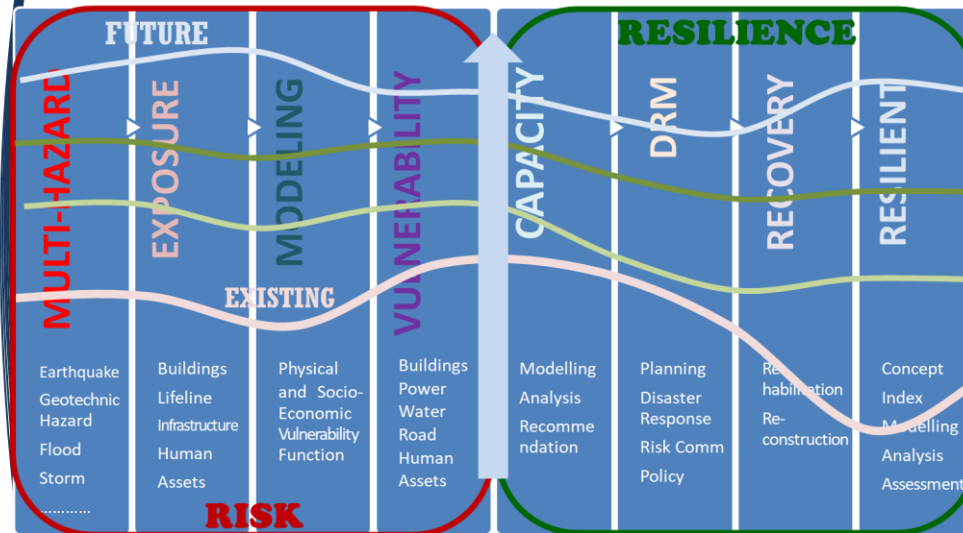 FUTURE
RESILIENCE
MULTI-HAZARD
EXPOSURE
MODELING
VULNERABILITY
CAPACITY
DRM
RECOVERY
RESILIENT
EXISTING
Earthquake
Geotechnic
Hazard
Flood
Storm
............
Buildings
Lifeline
Infrastructure
Human
Assets
Physical
and Socio-
Economic
Vulnerability
Function
Buildings
Power
Water
Road
Human
Assets
Modelling
Analysis
Recomme
ndation
Planning
Disaster
Response
Risk Comm
Policy
Re-
habilitation
Re-
construction
Concept
Index
Modelling
Analysis
Assessment
RISK